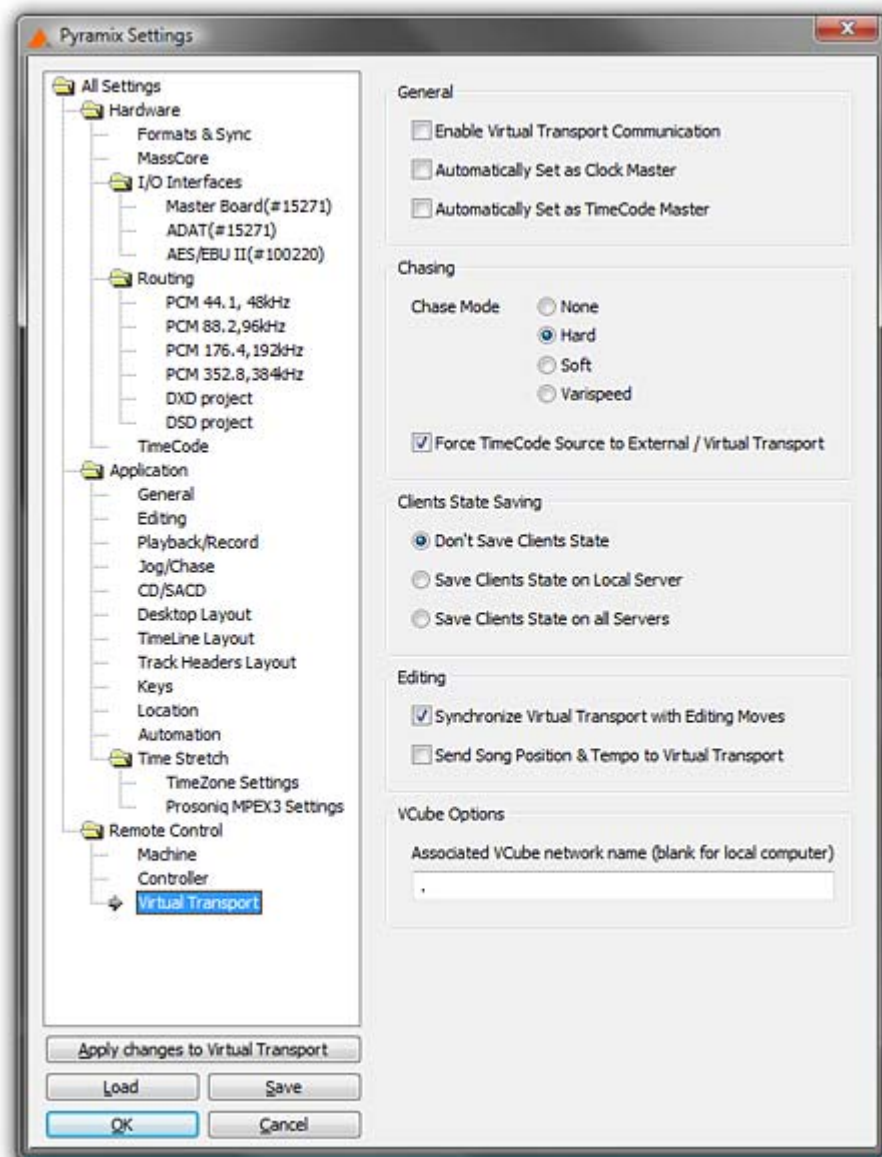 Pyramix Settings
All Settings
Hardware
Formats & Sync
MassCore
I/O Interfaces
Master Board(#15271)
ADAT(#15271)
AES/EBU II(#100220)
Routing
PCM 44.1, 48kHz
PCM 88.2,96kHz
PCM 176.4,192kHz
PCM 352.8,384kHz
DXD project
DSD project
TimeCode
Application
General
Editing
Playback/Record
Jog/Chase
CD/SACD
Desktop Layout
TimeLine Layout
Track Headers Layout
Keys
Location
Automation
Time Stretch
TimeZone Settings
Prosoniq MPEX3 Settings
Remote Control
Machine
Controller
Virtual Transport
Apply changes to Virtual Transport
Load Save
OK Cancel
General
Enable Virtual Transport Communication
Automatically Set as Clock Master
Automatically Set as TimeCode Master
Chasing
Chase Mode None
Hard
Soft
Varispeed
Force TimeCode Source to External / Virtual Transport
Clients State Saving
Don't Save Clients State
Save Clients State on Local Server
Save Clients State on all Servers
Editing
Synchronize Virtual Transport with Editing Moves
Send Song Position & Tempo to Virtual Transport
VCube Options
Associated VCube network name (blank for local computer)
.